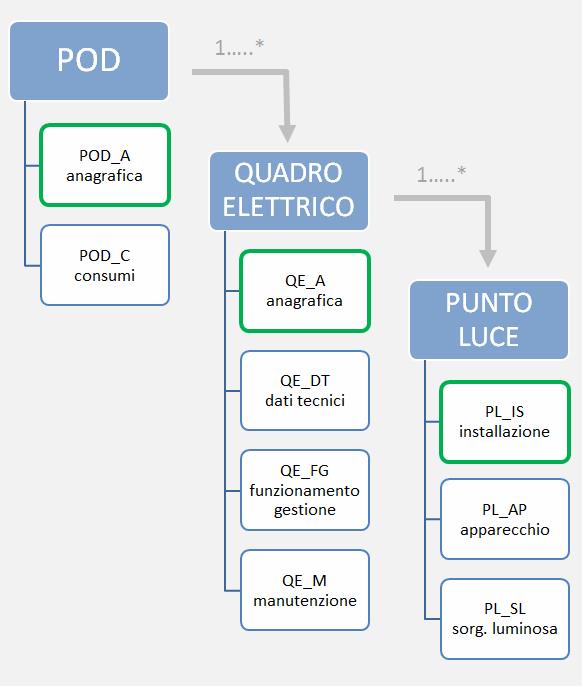 POD
1.....*
POD_A
anagrafica
POD_C
consumi
QUADRO
ELETTRICO
1.....*
QE_A
anagrafica
QE_DT
dati tecnici
QE_FG
funzionamento
gestione
QE_M
manutenzione
PUNTO
LUCE
PL_IS
installazione
PL_AP
apparecchio
PL_SL
sorg. luminosa